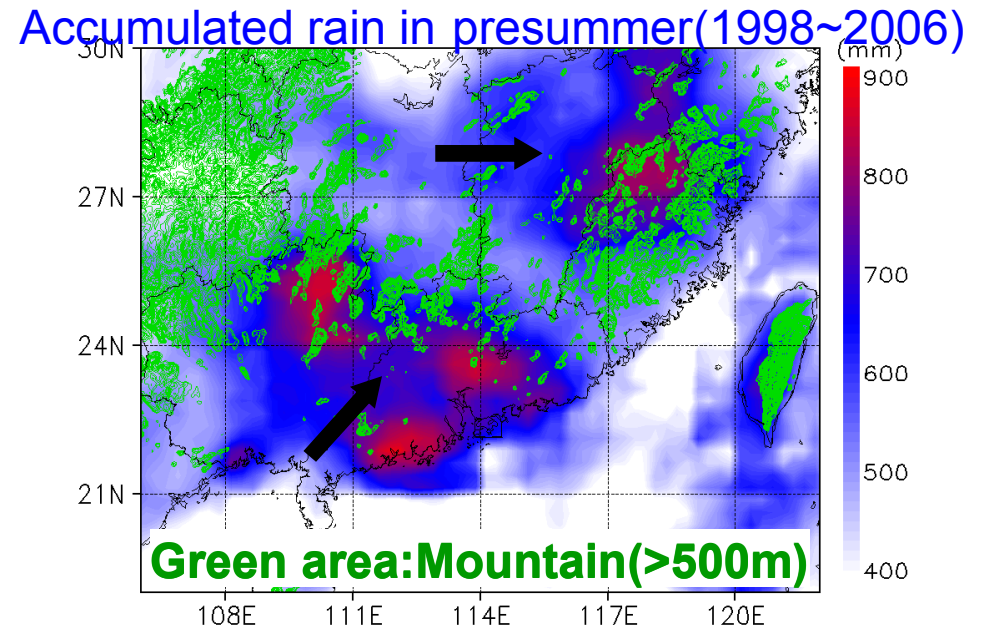 Accumulated rain in presummer(1998~2006)
(mm)
30N
27N
24N
21N
900
800
700
600
500
400
Green area:Mountain(>500m)
108E 111E 114E 117E 120E